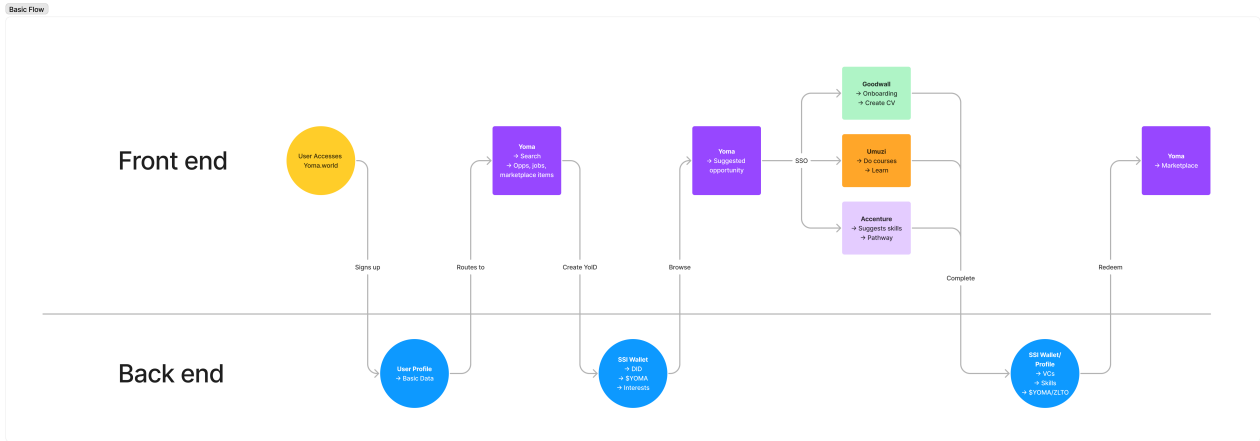 Basic Flow
Front end
User Accesses
Yoma.world
Signs up
User Profile
→ Basic Data
Routes to
Yoma
→ Search
→ Opps, jobs,
marketplace items
Create YoID
SSI Wallet
→ DID
→ $YOMA
→ Interests
Browse
Yoma
→ Suggested
opportunity
SSO
Goodwall
→ Onboarding
→ Create CV
Umuzi
→ Do courses
→ Learn
Accenture
→ Suggests skills
→ Pathway
Complete
SSI Wallet/
Profile
→ VCs
→ Skills
→ $YOMA/ZLTO
Redeem
Yoma
→ Marketplace
Back end